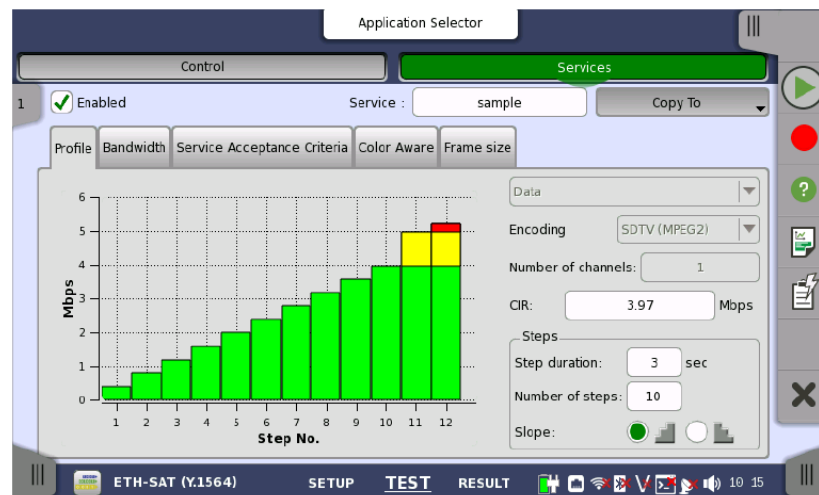 Application Selector
Control
Services
1
Enabled
Service :
sample
Copy To
Profile
Bandwidth
Service Acceptance Criteria
Color Aware
Frame size
Mbps
6
5
4
3
2
1
0
1 2 3 4 5 6 7 8 9 10 11 12
Step No.
Data
Encoding
SDTV (MPEG2)
Number of channels:
1
CIR:
3.97
Mbps
Steps
Step duration:
3
sec
Number of steps:
10
Slope:
ETH-SAT (Y.1564)
SETUP
TEST
RESULT
10 15